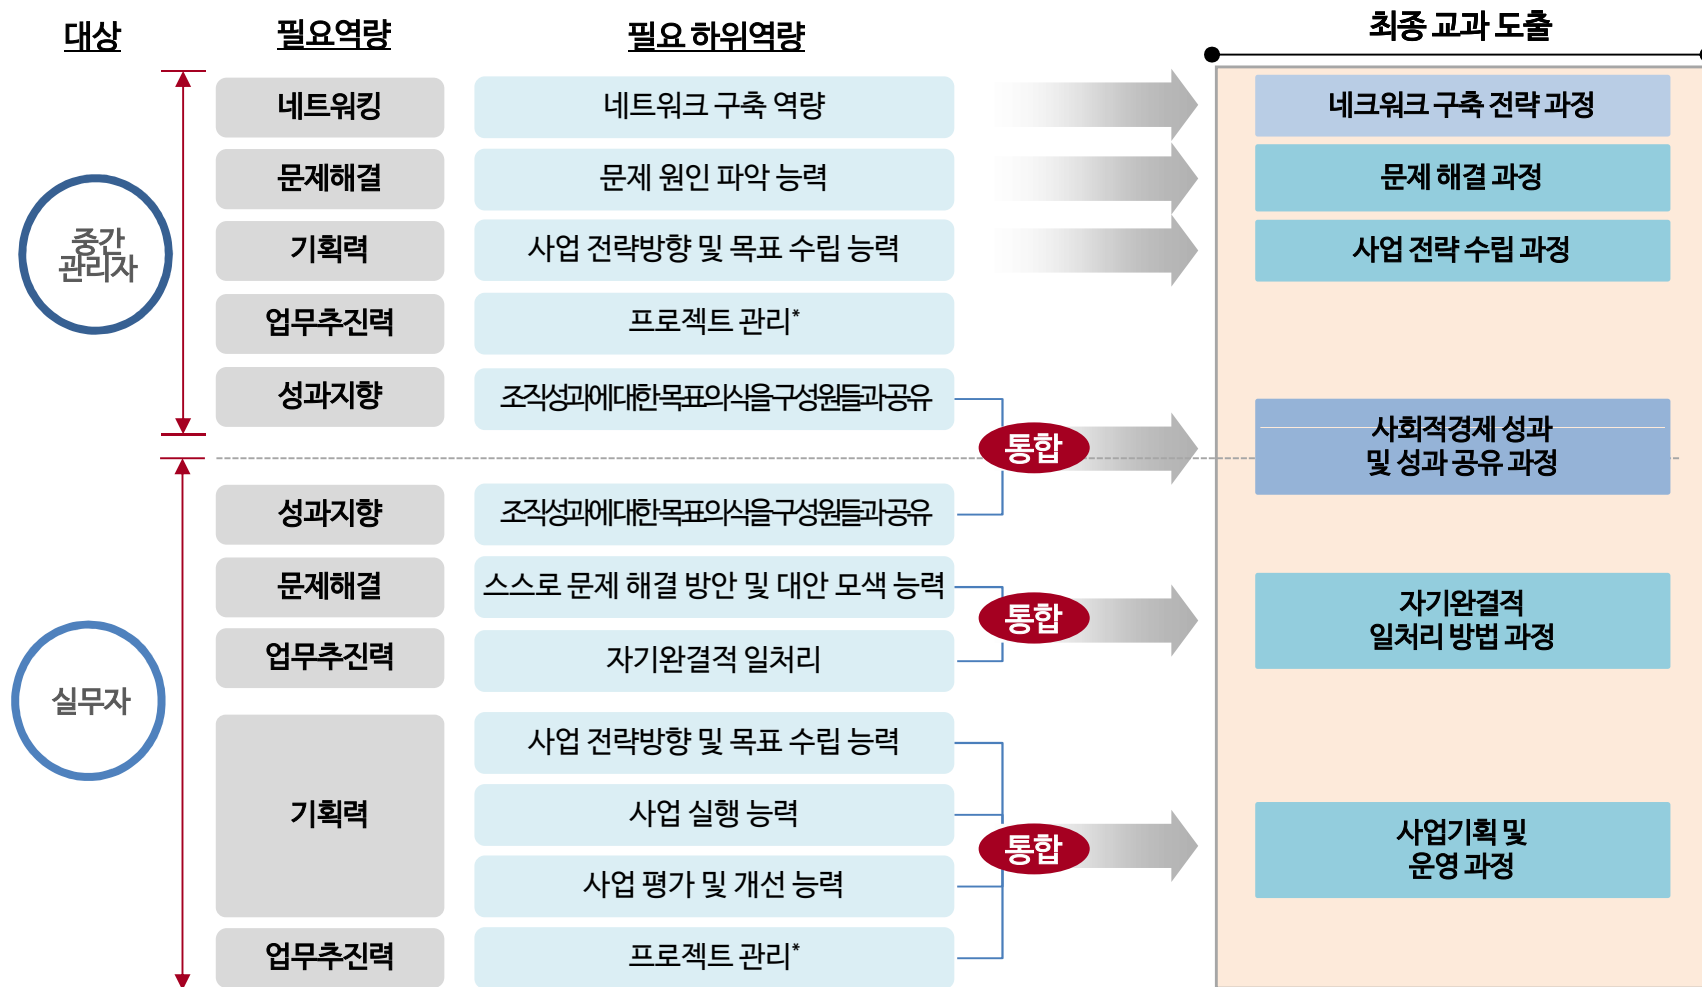 대상
필요역량
필요 하위역량
최종 교과 도출
네트워킹
네트워크 구축 역량
네크워크 구축 전략 과정
문제해결
문제 원인 파악 능력
문제 해결 과정
중간
관리자
기획력
사업 전략방향 및 목표 수립 능력
사업 전략 수립 과정
업무추진력
프로젝트 관리*
성과지향
조직성과에대한목표의식을구성원들과공유
통합
사회적경제 성과
및 성과 공유 과정
성과지향
조직성과에대한목표의식을구성원들과공유
문제해결
스스로 문제 해결 방안 및 대안 모색 능력
통합
자기완결적
일처리 방법 과정
업무추진력
자기완결적 일처리
실무자
기획력
사업 전략방향 및 목표 수립 능력
사업 실행 능력
사업 평가 및 개선 능력
통합
사업기획 및
운영 과정
업무추진력
프로젝트 관리*